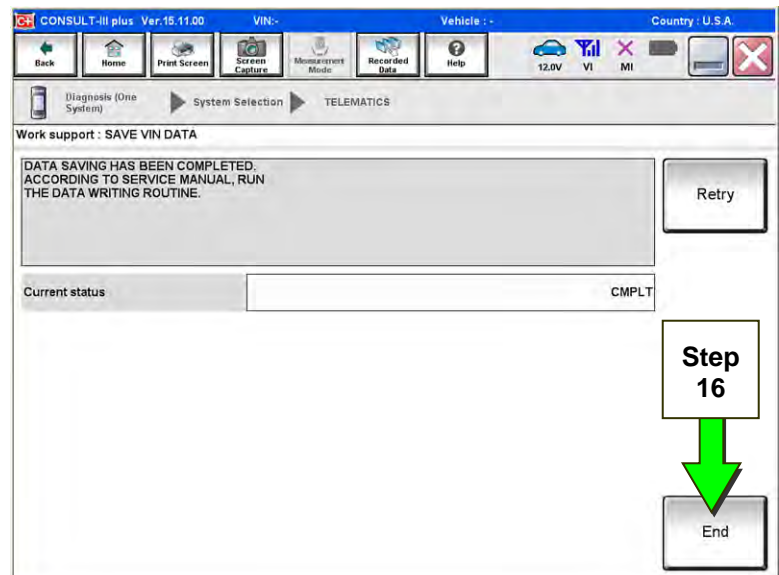 CONSULT-III plus Ver.15.11.00 VIN:- Vehicle : - Country : U.S.A.
Back
Home
Print Screen
Screen
Capture
Measurement
Mode
Recorded
Data
Help
12.0V
VI
MI
Diagnosis (One
System)
System Selection
TELEMATICS
Work support : SAVE VIN DATA
DATA SAVING HAS BEEN COMPLETED.
ACCORDING TO SERVICE MANUAL, RUN
THE DATA WRITING ROUTINE.
Retry
Current status
CMPLT
Step
16
End